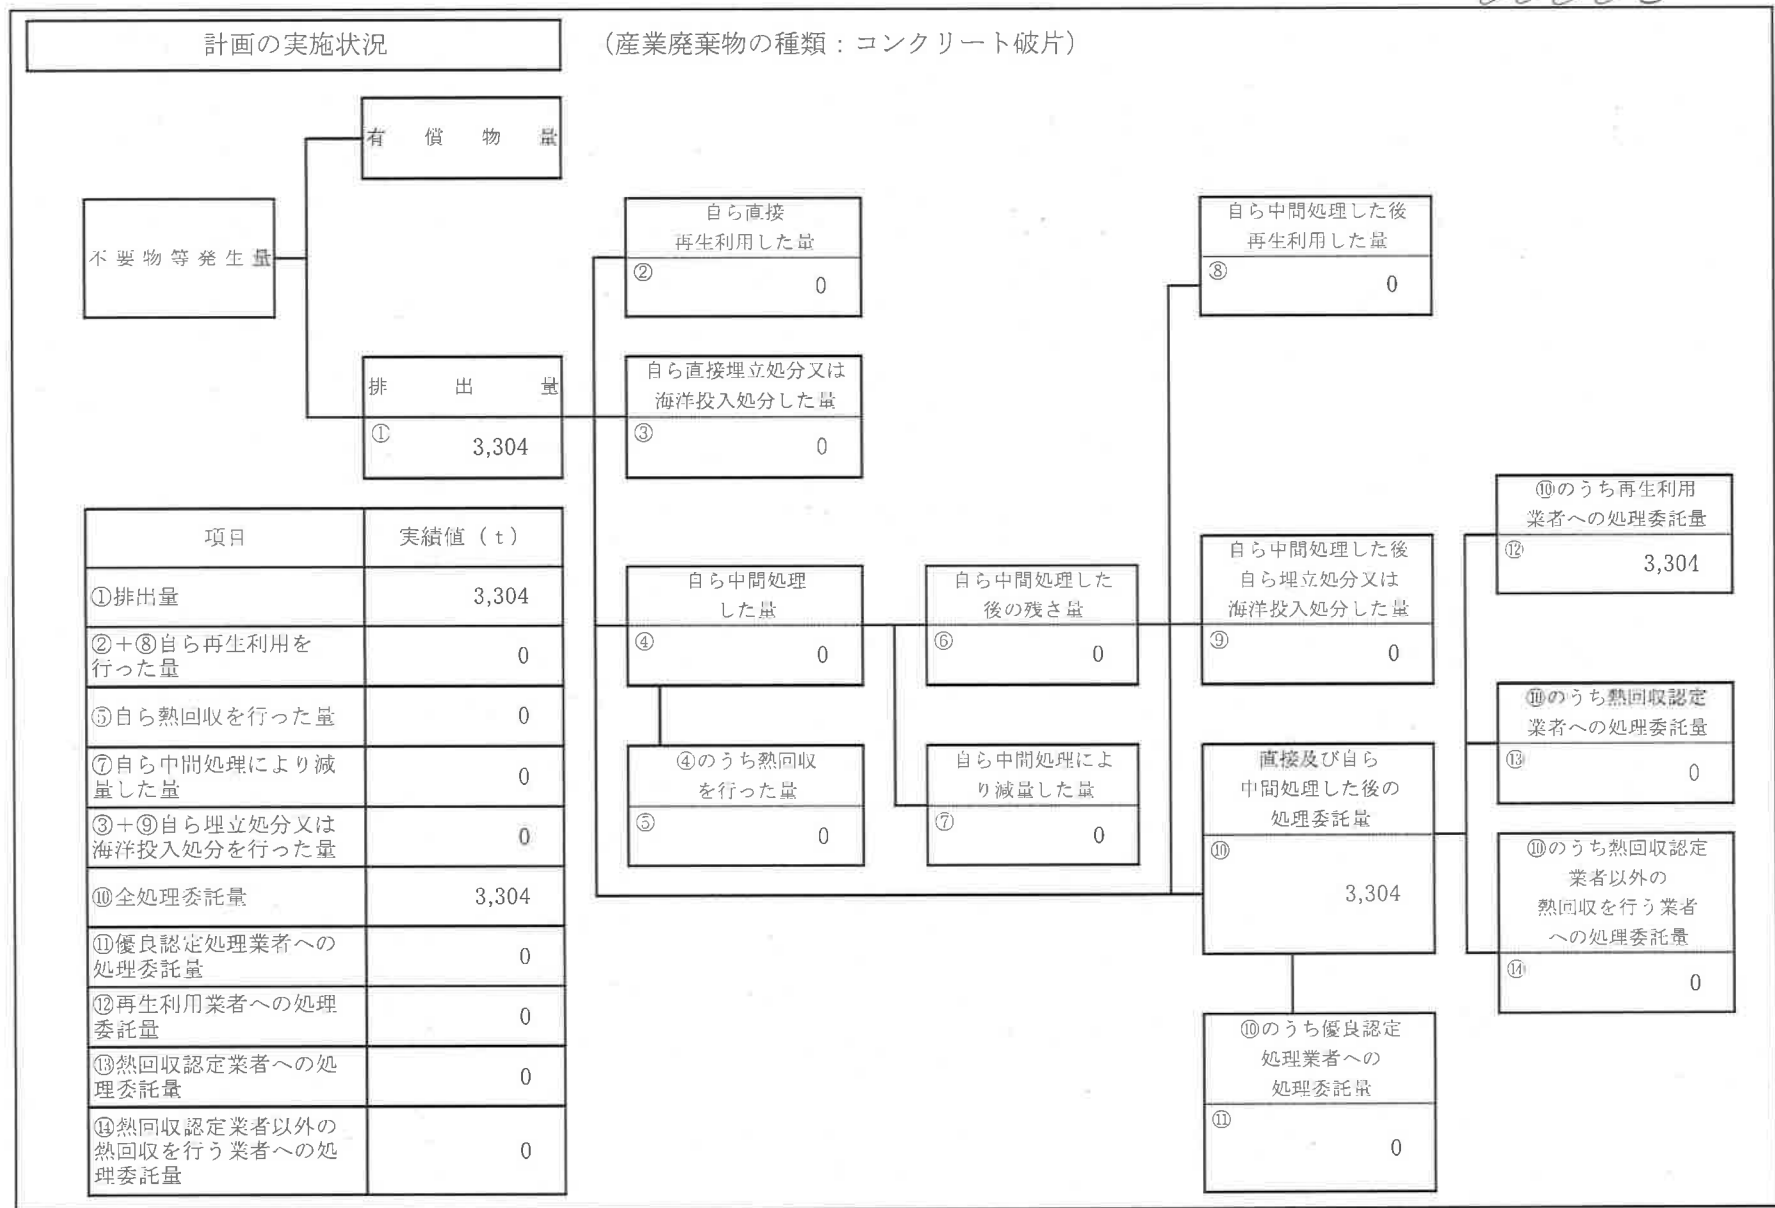 計画の実施状況
（産業廃棄物の種類：コンクリート破片）
有償物量
不要物等発生量
排出量
① 3,304
自ら直接
再生利用した量
② 0
自ら直接埋立処分又は
海洋投入処分した量
③ 0
自ら中間処理
した量
④ 0
④のうち熱回収
を行った量
⑤ 0
自ら中間処理した
後の残さ量
⑥ 0
自ら中間処理によ
り減量した量
⑦ 0
自ら中間処理した後
再生利用した量
⑧ 0
自ら中間処理した後
自ら埋立処分又は
海洋投入処分した量
⑨ 0
直接及び自ら
中間処理した後の
処理委託量
⑩
3,304
⑩のうち優良認定
処理業者への
処理委託量
⑪
0
⑩のうち再生利用
業者への処理委託量
⑫ 3,304
⑩のうち熱回収認定
業者への処理委託量
⑬ 0
⑩のうち熱回収認定
業者以外の
熱回収を行う業者
への処理委託量
⑭ 0
項目 実績値（ｔ）
①排出量 3,304
②＋⑧自ら再生利用を
行った量 0
⑤自ら熱回収を行った量 0
⑦自ら中間処理により減
量した量 0
③＋⑨自ら埋立処分又は
海洋投入処分を行った量 0
⑩全処理委託量 3,304
⑪優良認定処理業者への
処理委託量 0
⑫再生利用業者への処理
委託量 0
⑬熱回収認定業者への処
理委託量 0
⑭熱回収認定業者以外の
熱回収を行う業者への処
理委託量 0